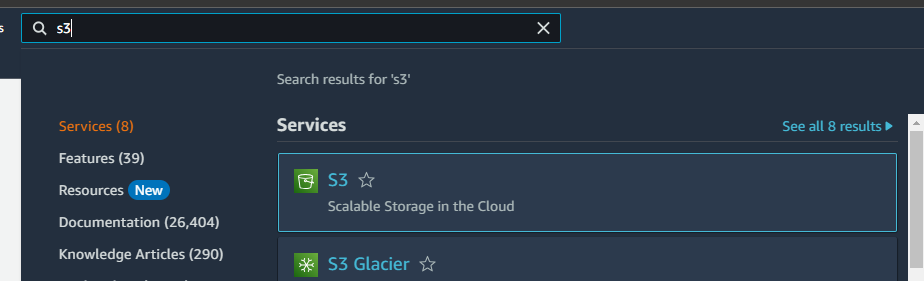 s
s3
Search results for 's3'
Services (8)
Features (39)
Resources New
Documentation (26,404)
Knowledge Articles (290)
Services
See all 8 results
S3
Scalable Storage in the Cloud
S3 Glacier